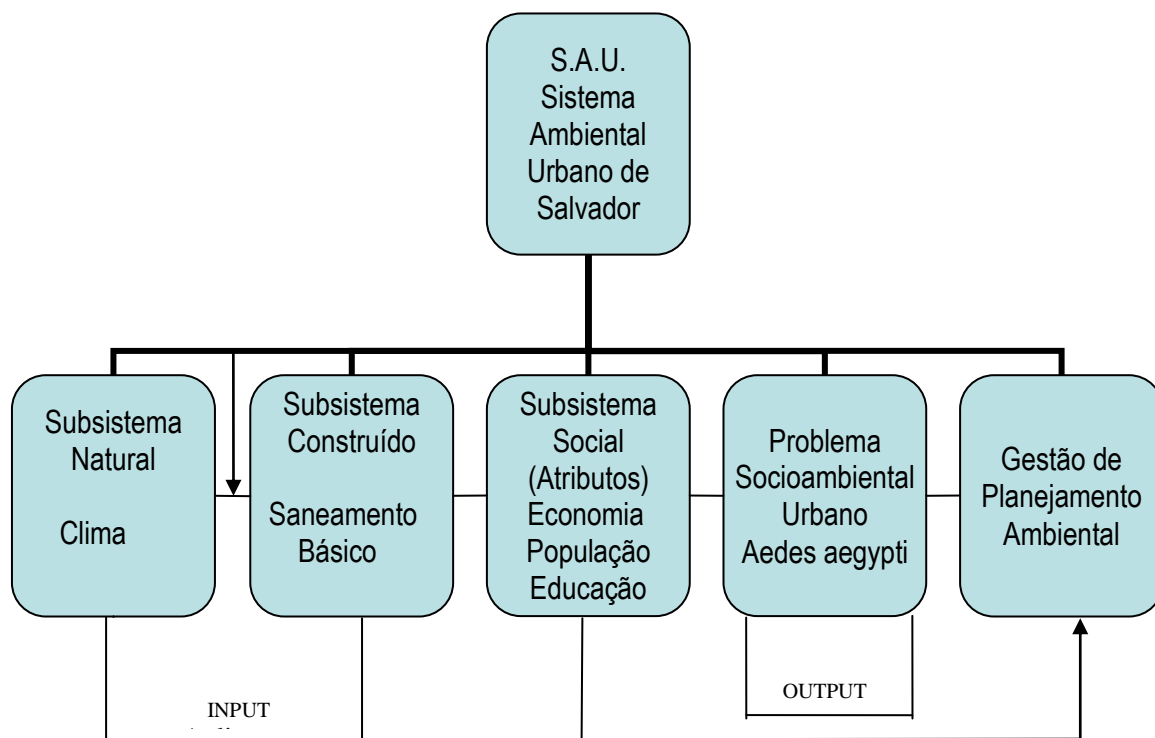 S.A.U.
Sistema
Ambiental
Urbano de
Salvador
Subsistema
Natural
Clima
Subsistema
Construído
Saneamento
Básico
Subsistema
Social
(Atributos)
Economia
População
Educação
Problema
Socioambiental
Urbano
Aedes aegypti
Gestão de
Planejamento
Ambiental
INPUT
OUTPUT